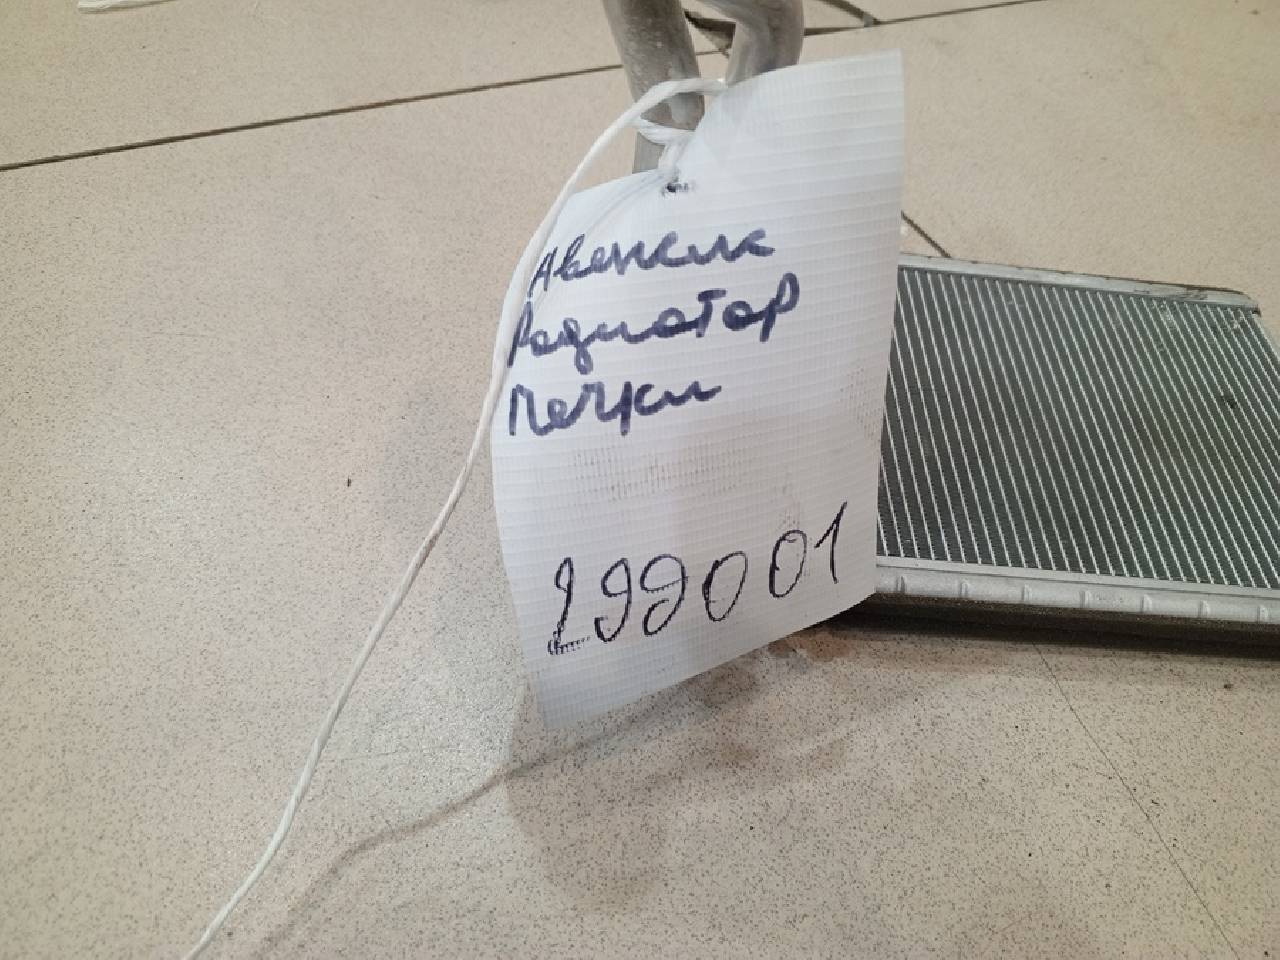 Авенсис
Радиатор
Печки
199001